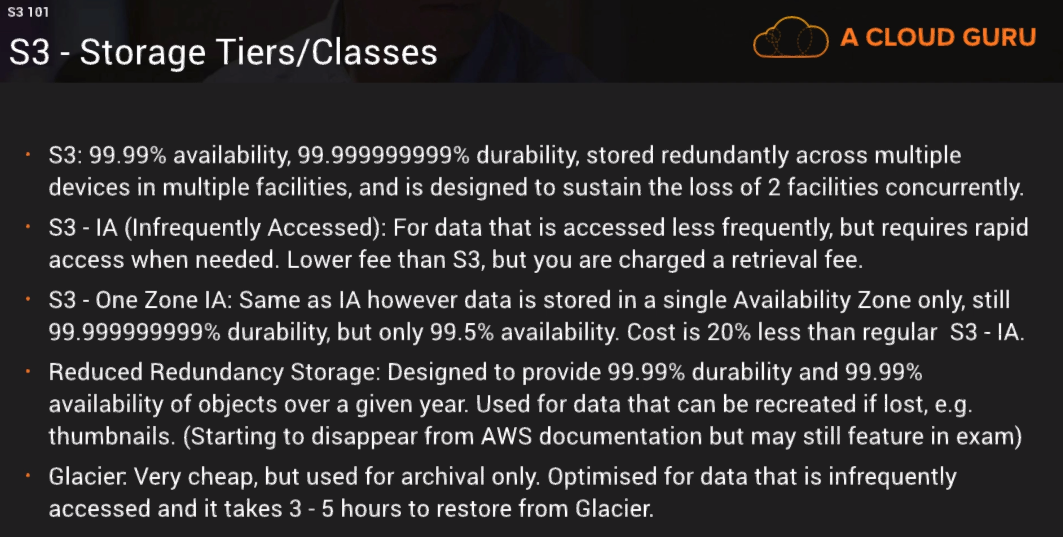 S3 101
S3 - Storage Tiers/Classes
A CLOUD GURU
· S3: 99.99% availability, 99.999999999% durability, stored redundantly across multiple
devices in multiple facilities, and is designed to sustain the loss of 2 facilities concurrently.
· S3 - IA (Infrequently Accessed): For data that is accessed less frequently, but requires rapid
access when needed. Lower fee than S3, but you are charged a retrieval fee.
· S3 - One Zone IA: Same as IA however data is stored in a single Availability Zone only, still
99.999999999% durability, but only 99.5% availability. Cost is 20% less than regular S3 - IA.
· Reduced Redundancy Storage: Designed to provide 99.99% durability and 99.99%
availability of objects over a given year. Used for data that can be recreated if lost, e.g.
thumbnails. (Starting to disappear from AWS documentation but may still feature in exam)
· Glacier: Very cheap, but used for archival only. Optimised for data that is infrequently
accessed and it takes 3 - 5 hours to restore from Glacier.